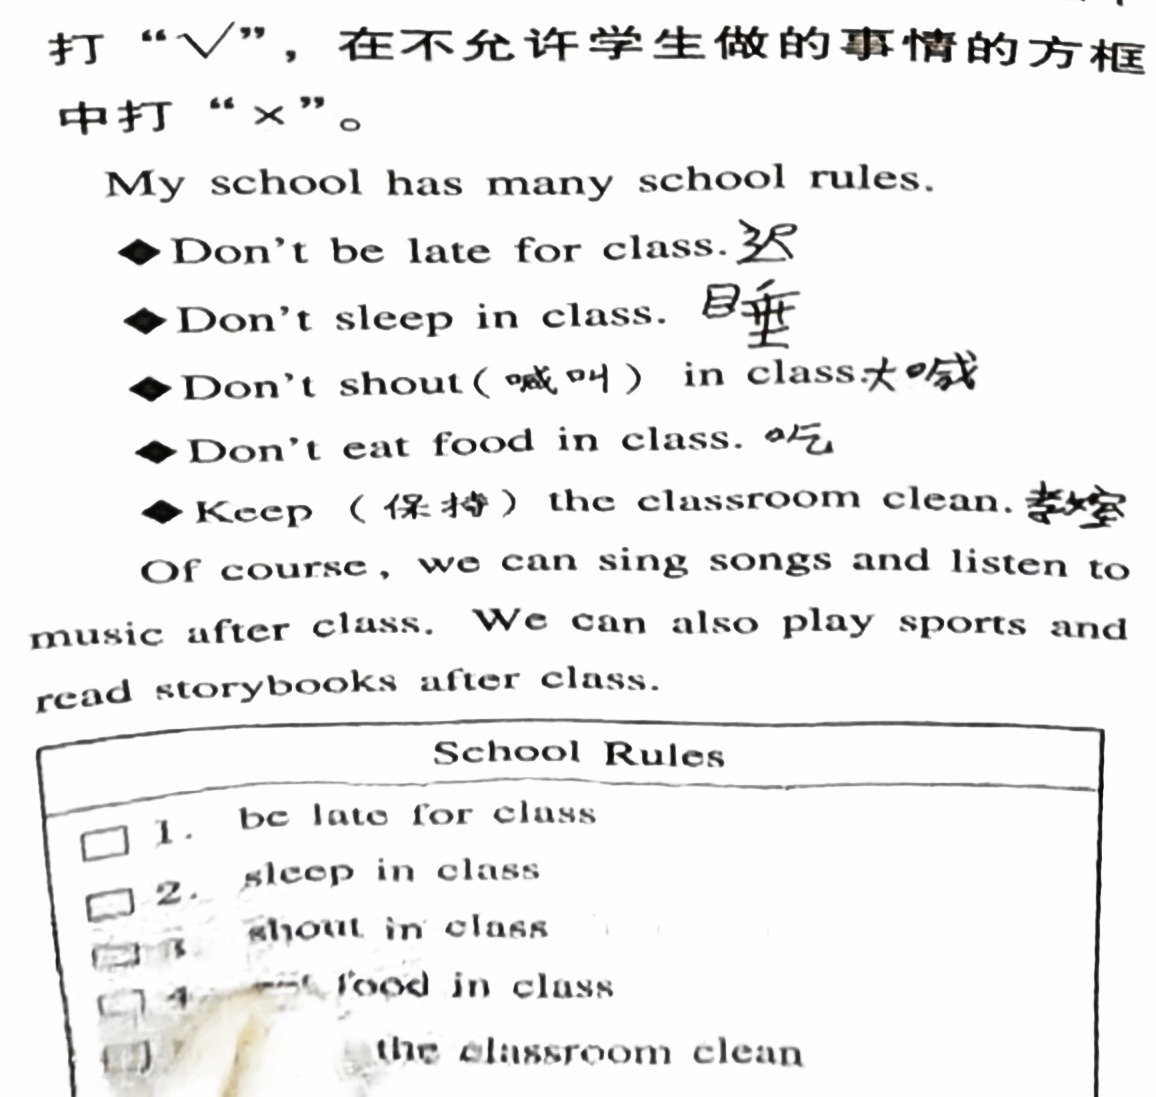 打“√”，在不允许学生做的事情的方框
中打“×”。
My school has many school rules.
◆Don't be late for class. 迟
◆Don't sleep in class. 睡
◆Don't shout(喊叫) in class. 大喊
◆Don't eat food in class. 吃
◆Keep (保持) the classroom clean. 教室
Of course, we can sing songs and listen to
music after class. We can also play sports and
read storybooks after class.
School Rules
1. be late for class
2. sleep in class
3 shout in class
4. food in class
the classroom clean